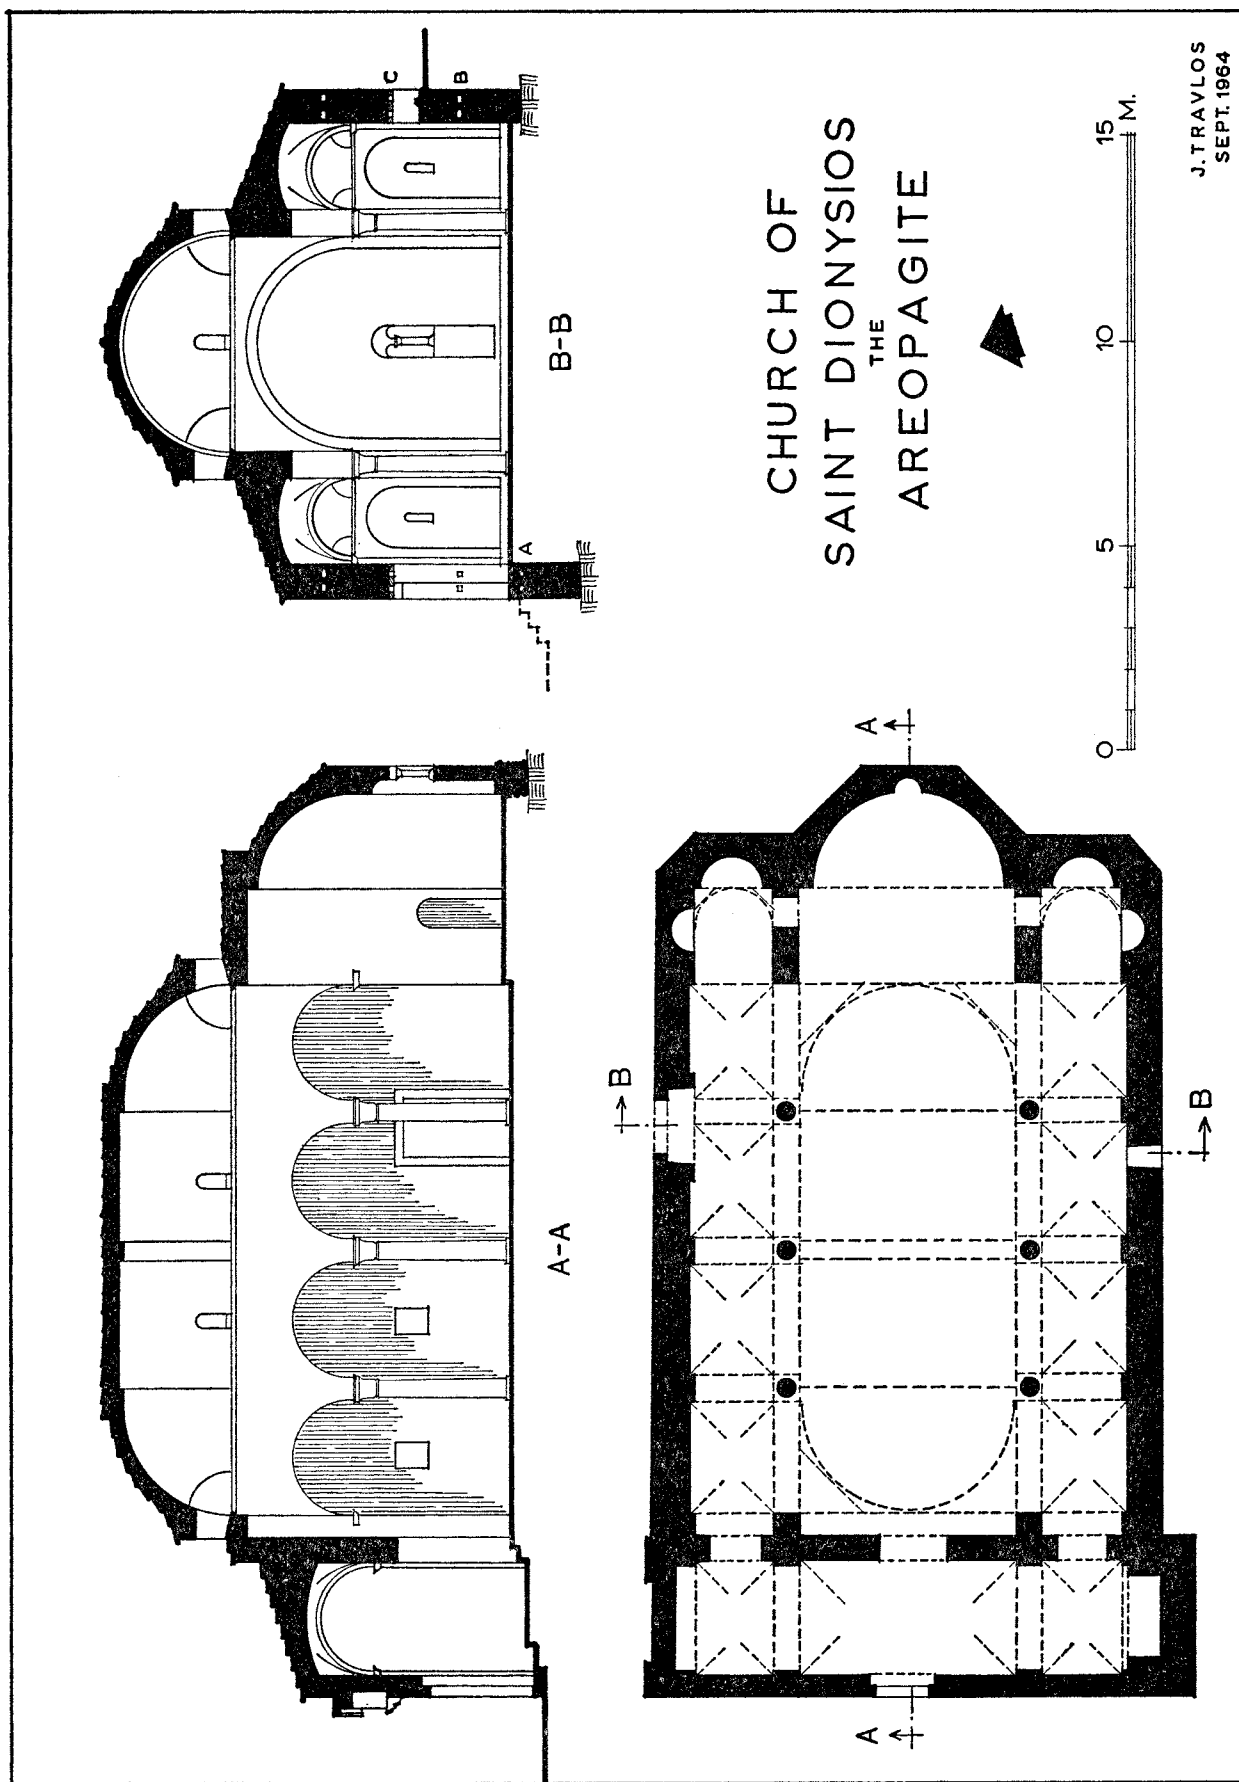 C
B
A
B-B
A-A
CHURCH OF
SAINT DIONYSIOS
THE
AREOPAGITE
0 5 10 15 M.
J. TRAVLOS
SEPT. 1964
A
A
B
B